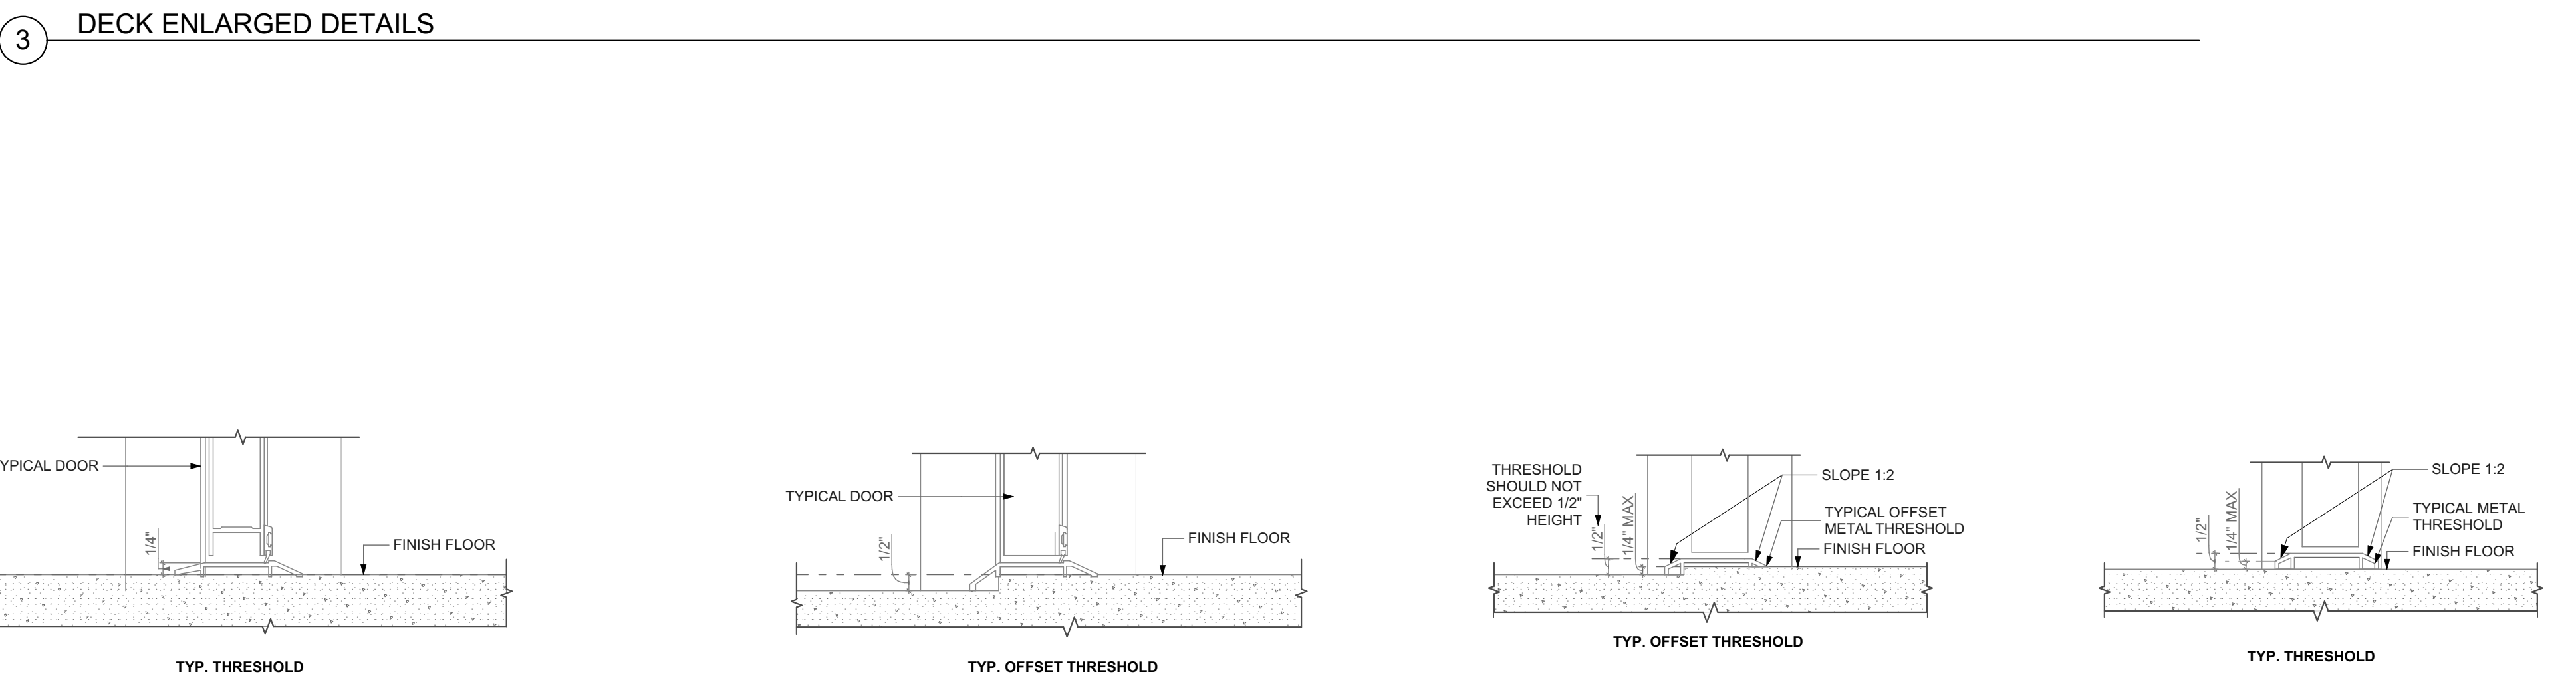 3
DECK ENLARGED DETAILS
YPICAL DOOR
1/4"
FINISH FLOOR
TYP. THRESHOLD
TYPICAL DOOR
1/2"
FINISH FLOOR
TYP. OFFSET THRESHOLD
THRESHOLD
SHOULD NOT
EXCEED 1/2"
HEIGHT
1/2"
1/4" MAX
SLOPE 1:2
TYPICAL OFFSET
METAL THRESHOLD
FINISH FLOOR
TYP. OFFSET THRESHOLD
1/2"
1/4" MAX
SLOPE 1:2
TYPICAL METAL
THRESHOLD
FINISH FLOOR
TYP. THRESHOLD